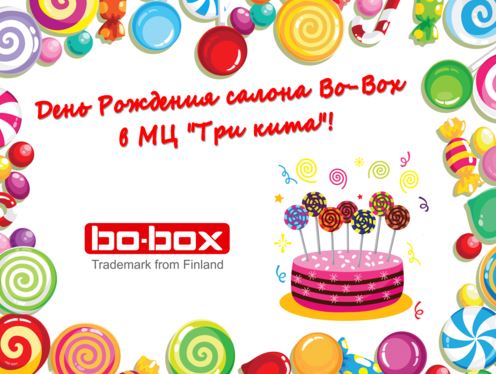 День Рождения салона Bo-Box
в МЦ "Три кита"!
bo-box
Trademark from Finland